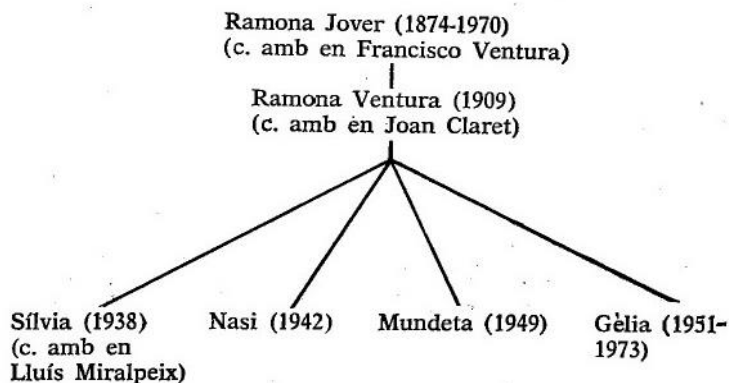 Ramona Jover (1874-1970)
(c. amb en Francisco Ventura)
Ramona Ventura (1909)
(c. amb en Joan Claret)
Sílvia (1938)
(c. amb en
Lluís Miralpeix)
Nasi (1942)
Mundeta (1949)
Gèlia (1951-
1973)